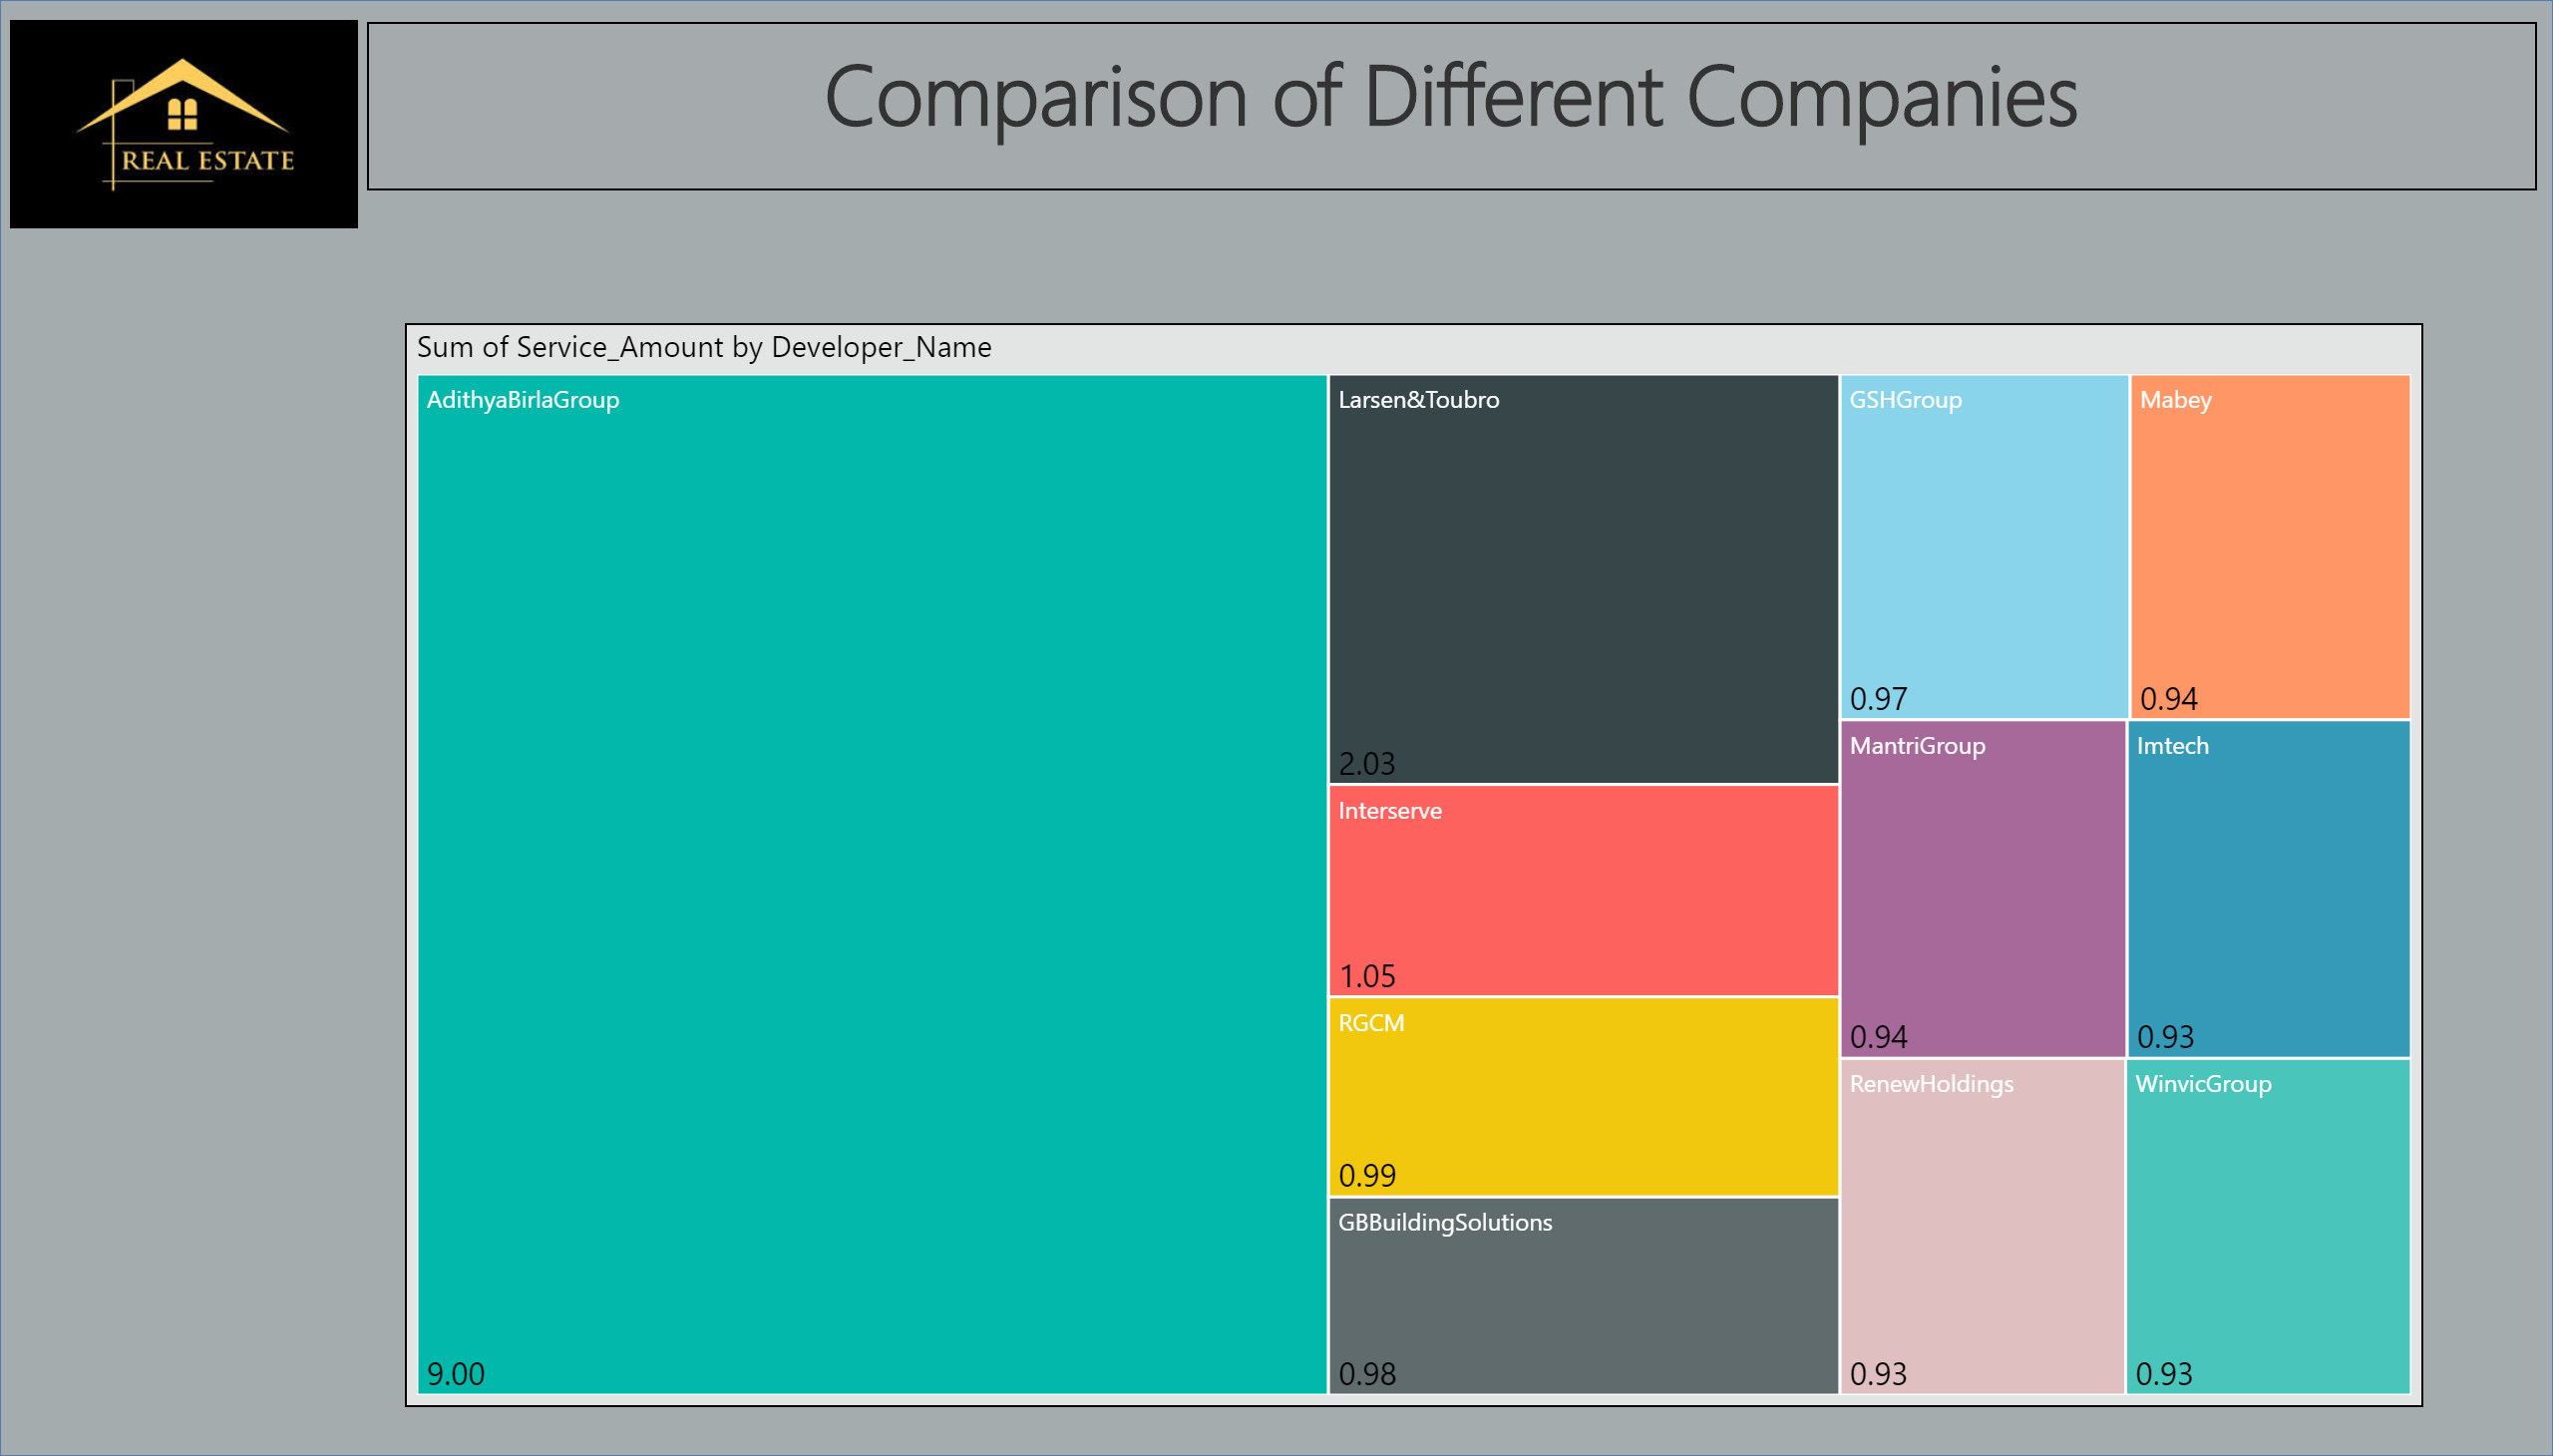 REAL ESTATE
Comparison of Different Companies
Sum of Service_Amount by Developer_Name
AdithyaBirlaGroup
9.00
Larsen&Toubro
2.03
Interserve
1.05
RGCM
0.99
GBBuildingSolutions
0.98
GSHGroup
0.97
Mabey
0.94
MantriGroup
0.94
Imtech
0.93
RenewHoldings
0.93
WinvicGroup
0.93